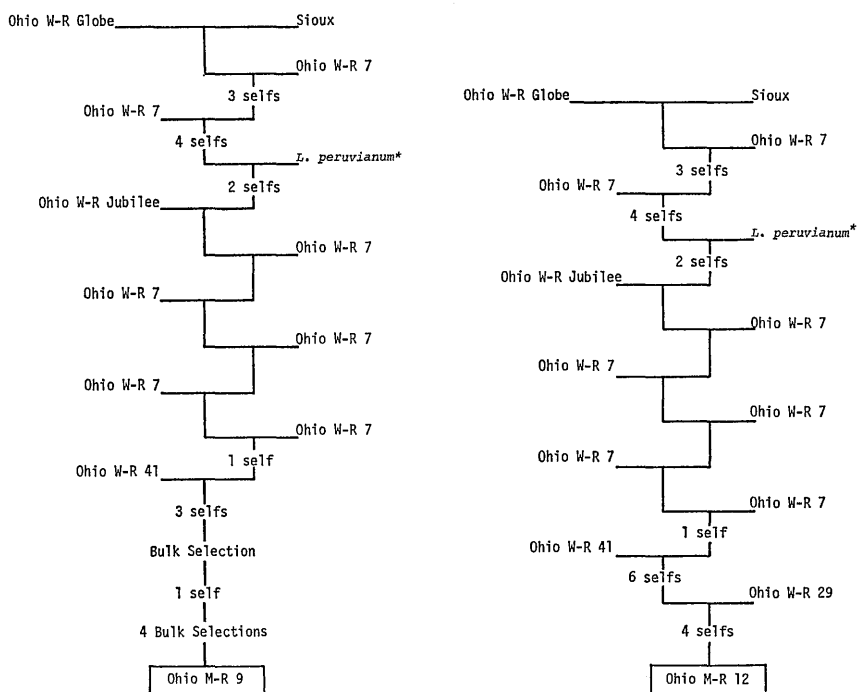 Ohio W-R Globe Sioux
Ohio W-R 7
3 selfs
Ohio W-R 7
4 selfs
L. peruvianum*
2 selfs
Ohio W-R Jubilee
Ohio W-R 7
Ohio W-R 7
Ohio W-R 7
Ohio W-R 7
Ohio W-R 7
1 self
Ohio W-R 41
3 selfs
Bulk Selection
1 self
4 Bulk Selections
Ohio M-R 9
Ohio W-R Globe Sioux
Ohio W-R 7
3 selfs
Ohio W-R 7
4 selfs
L. peruvianum*
2 selfs
Ohio W-R Jubilee
Ohio W-R 7
Ohio W-R 7
Ohio W-R 7
Ohio W-R 7
Ohio W-R 7
1 self
Ohio W-R 41
6 selfs
Ohio W-R 29
4 selfs
Ohio M-R 12